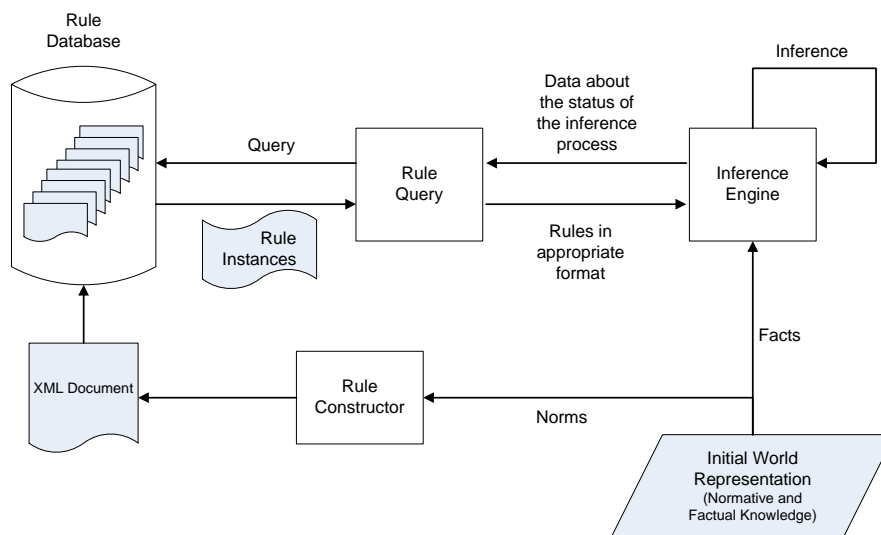 Rule
Database
Inference
Data about
the status of
the inference
process
Query
Rule
Query
Inference
Engine
Rule
Instances
Rules in
appropriate
format
Facts
XML Document
Rule
Constructor
Norms
Initial World
Representation
(Normative and
Factual Knowledge)